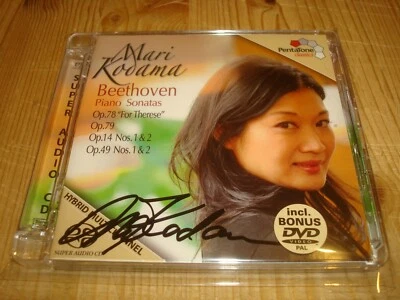 Mari
Kodama
PENTATONE
classics
Beethoven
Piano Sonatas
Op.78 "For Therese"
Op.79
Op.14 Nos. 1 & 2
Op.49 Nos. 1 & 2
SUPER AUDIO CD
HYBRID MULTICHANNEL
SUPER AUDIO CD
incl.
BONUS
DVD
VIDEO
PAL